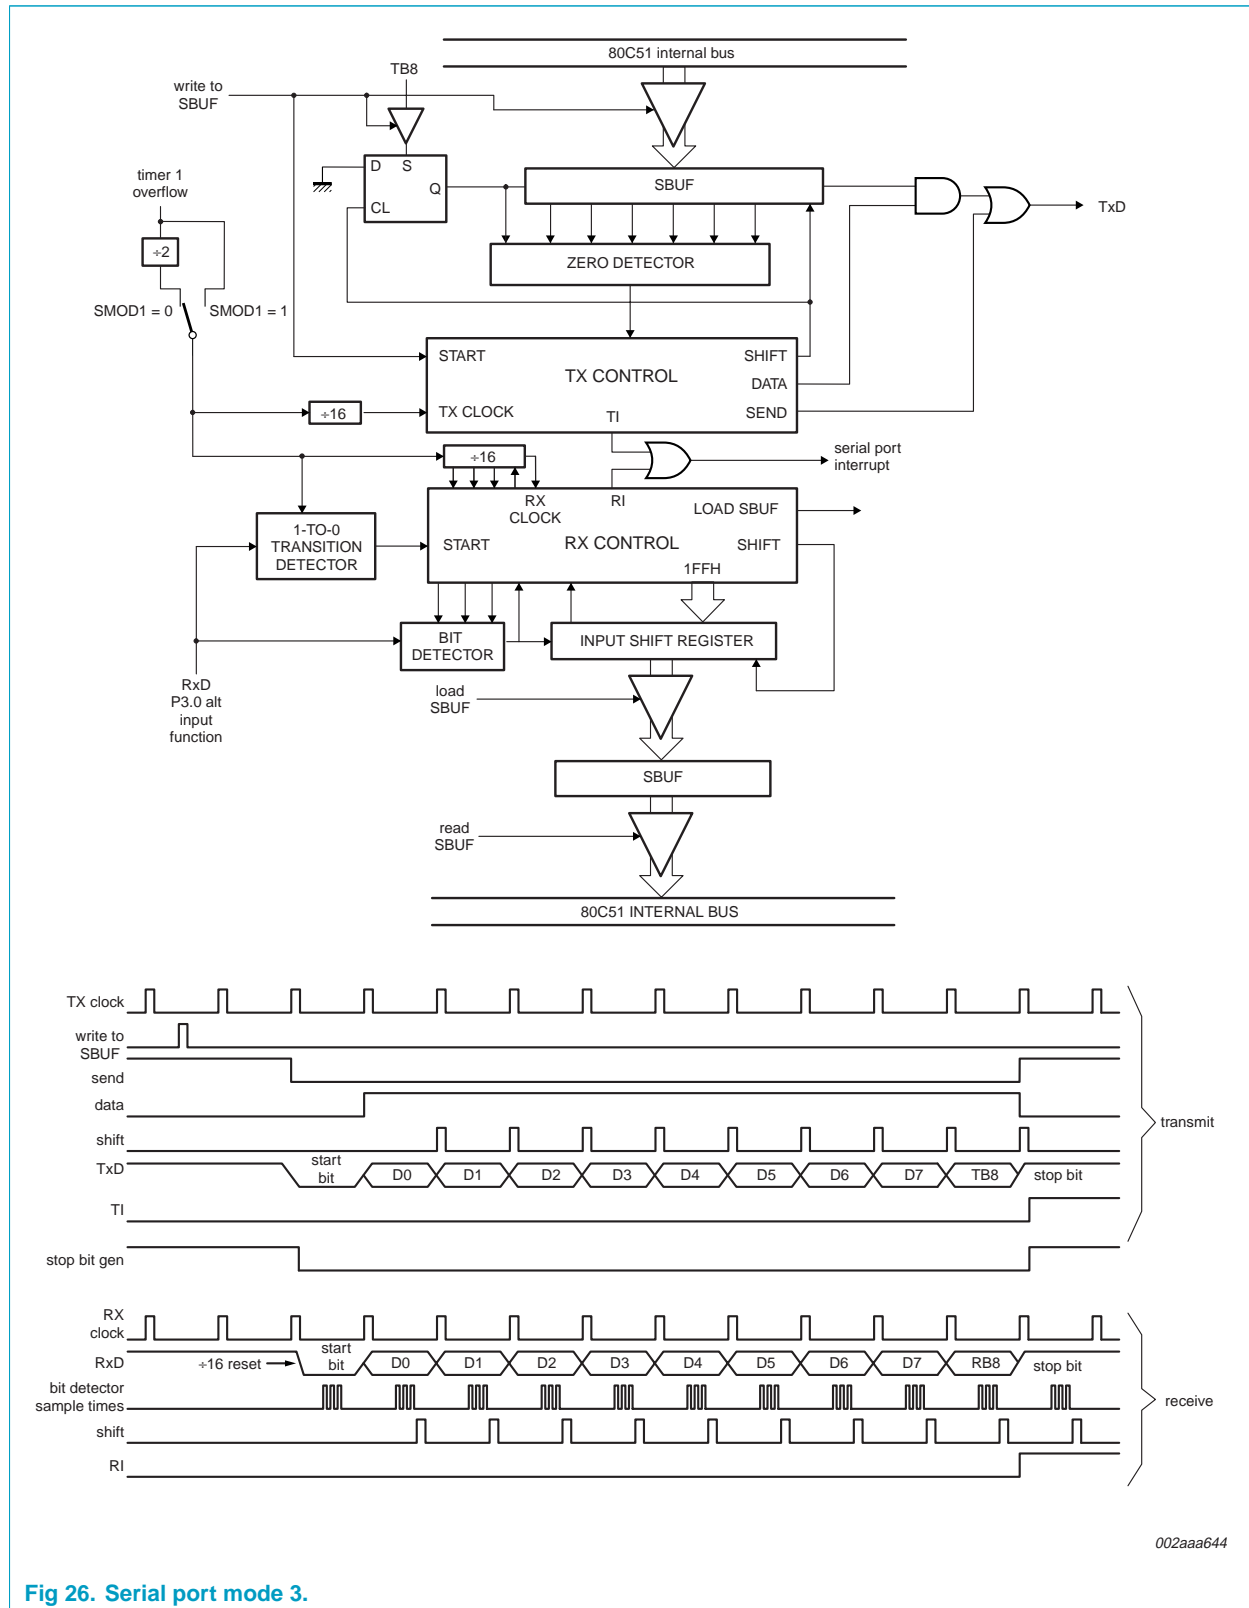 80C51 internal bus
TB8
write to
SBUF
D
S
Q
CL
SBUF
TxD
timer 1
overflow
÷2
ZERO DETECTOR
SMOD1 = 0
SMOD1 = 1
START
SHIFT
TX CONTROL
DATA
÷16
TX CLOCK
TI
SEND
serial port
interrupt
÷16
RX
CLOCK
RI
LOAD SBUF
1-TO-0
TRANSITION
DETECTOR
START
RX CONTROL
SHIFT
1FFH
BIT
DETECTOR
INPUT SHIFT REGISTER
RxD
P3.0 alt
input
function
load
SBUF
SBUF
read
SBUF
80C51 INTERNAL BUS
TX clock
write to
SBUF
send
data
shift
TxD
start
bit
D0
D1
D2
D3
D4
D5
D6
D7
TB8
stop bit
TI
stop bit gen
transmit
RX
clock
RxD
÷16 reset
start
bit
D0
D1
D2
D3
D4
D5
D6
D7
RB8
stop bit
bit detector
sample times
shift
RI
receive
002aaa644
Fig 26. Serial port mode 3.